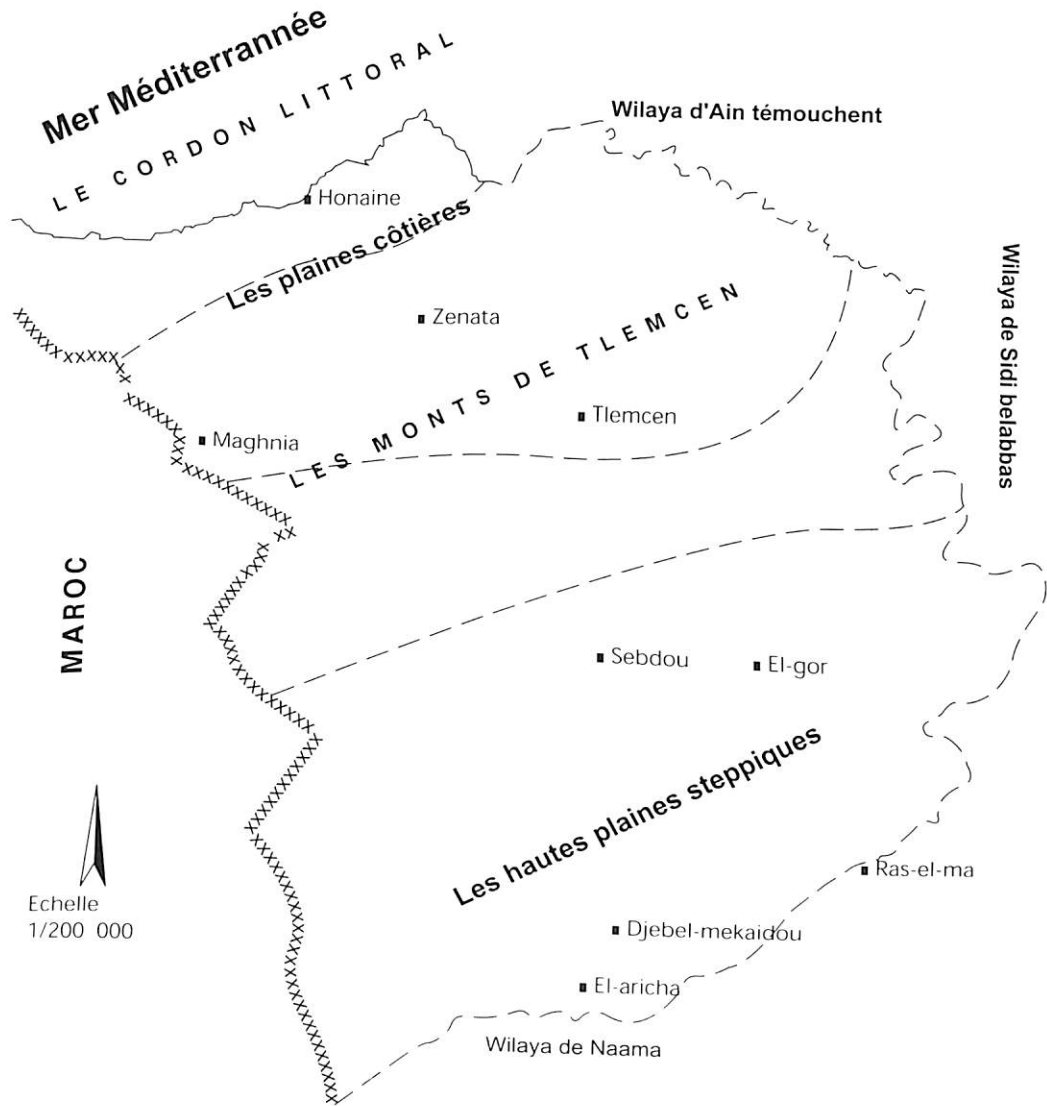 Mer Méditerrannée
LE CORDON LITTORAL
Wilaya d'Ain témouchent
Honaine
Les plaines côtières
Wilaya de Sidi belabbas
Zenata
LES MONTS DE TLEMCEN
Tlemcen
Maghnia
MAROC
Sebdou
El-gor
Les hautes plaines steppiques
Ras-el-ma
Echelle
1/200 000
Djebel-mekaidou
El-aricha
Wilaya de Naama